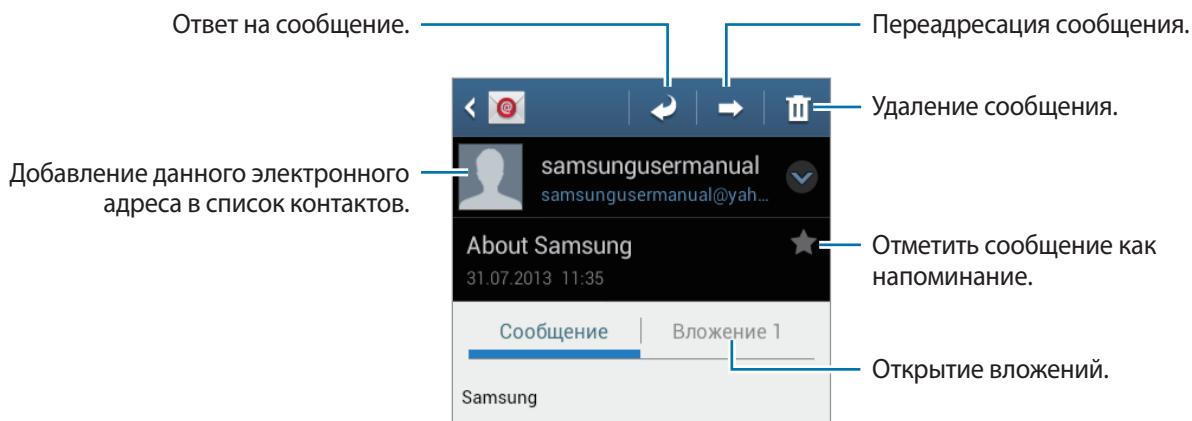 Ответ на сообщение.
Переадресация сообщения.
Удаление сообщения.
Добавление данного электронного
адреса в список контактов.
samsungusermanual
samsungusermanual@yah...
About Samsung
31.07.2013 11:35
Отметить сообщение как
напоминание.
Сообщение
Вложение 1
Открытие вложений.
Samsung